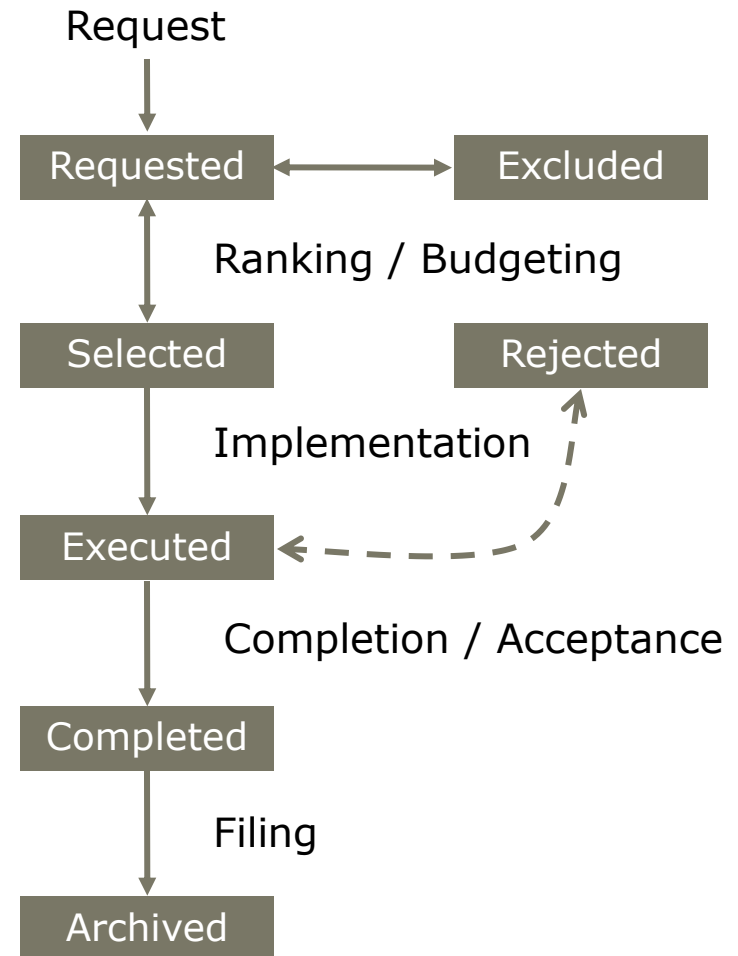 Request
Requested
Excluded
Ranking / Budgeting
Selected
Rejected
Implementation
Executed
Completion / Acceptance
Completed
Filing
Archived